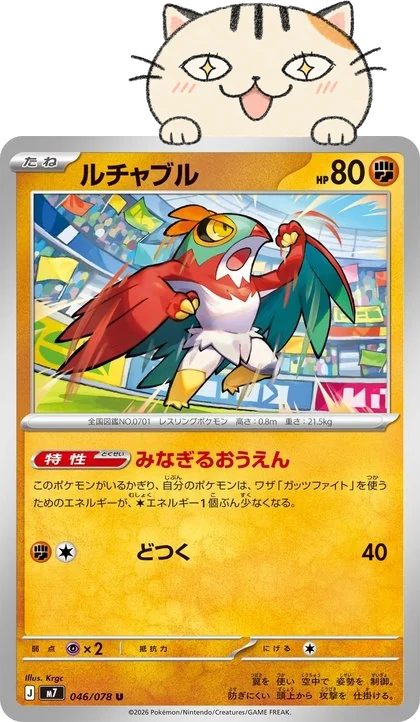 たね ルチャブル HP 80
全国図鑑NO.0701 レスリングポケモン 高さ:0.8m 重さ:21.5kg
特性 とくせい みなぎるおうえん
このポケモンがいるかぎり、自分のポケモンは、ワザ「ガッツファイト」を使う
ためのエネルギーが、エネルギー1個ぶん少なくなる。
どつく 40
弱点 ×2 抵抗力 にげる
Illus. Krgc
翼を 使い 空中で 姿勢を 制御。
防ぎにくい 頭上から 攻撃を 仕掛ける。
J M7 046/078 U
©2026 Pokémon/Nintendo/Creatures/GAME FREAK.